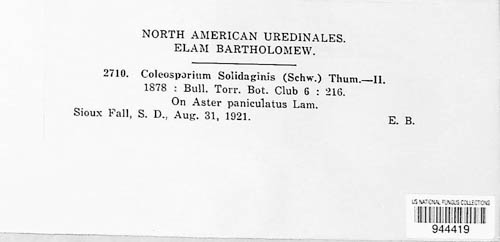 NORTH AMERICAN UREDINALES.
ELAM BARTHOLOMEW.
2710. Coleosporium Solidaginis (Schw.) Thum.—II.
1878 : Bull. Torr. Bot. Club 6 : 216.
On Aster paniculatus Lam.
Sioux Fall, S. D., Aug. 31, 1921. E. B.
US NATIONAL FUNGUS COLLECTIONS
944419